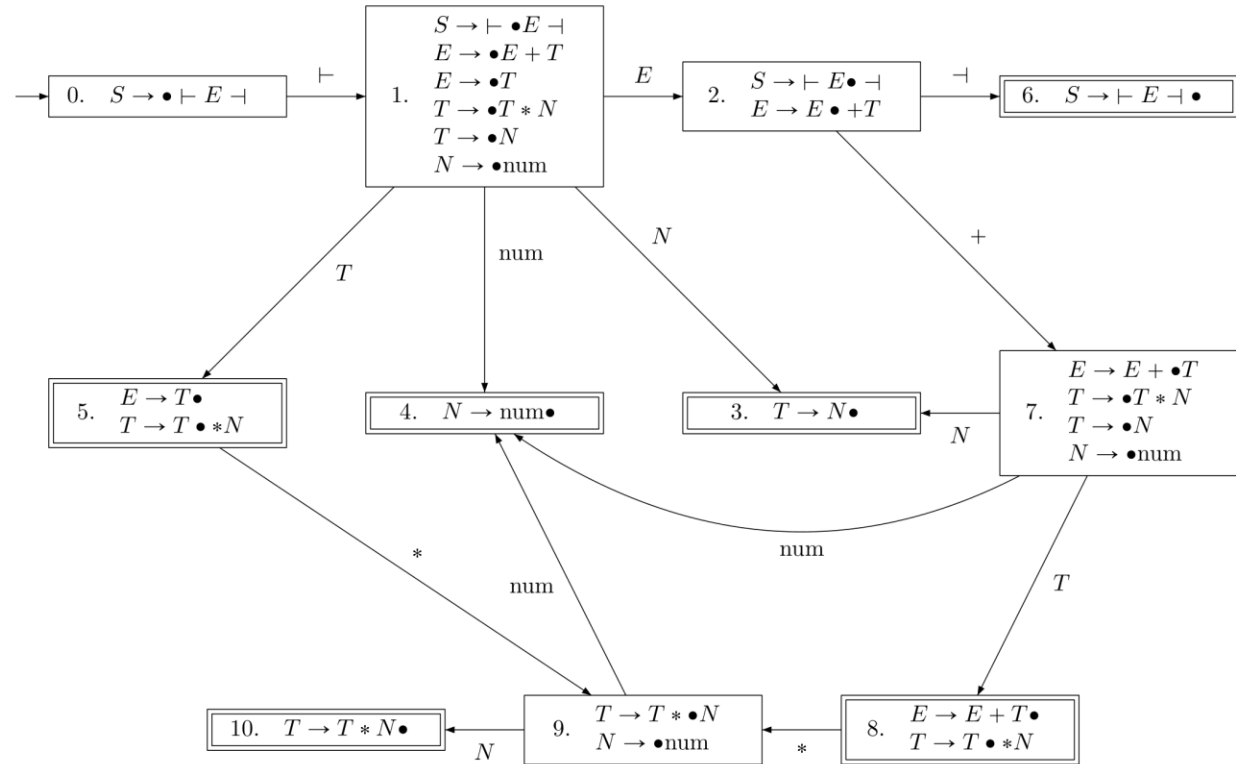 S → ⊢ •E ⊣
E → •E + T
E → •T
T → •T * N
T → •N
N → •num
1.
0. S → • ⊢ E ⊣
⊢
E
2.
S → ⊢ E• ⊣
E → E • +T
⊣
6. S → ⊢ E ⊣ •
T
num
N
+
5.
E → T•
T → T • *N
4. N → num•
3. T → N•
N
7.
E → E + •T
T → •T * N
T → •N
N → •num
*
num
num
T
10. T → T * N•
N
9.
T → T * •N
N → •num
*
8.
E → E + T•
T → T • *N